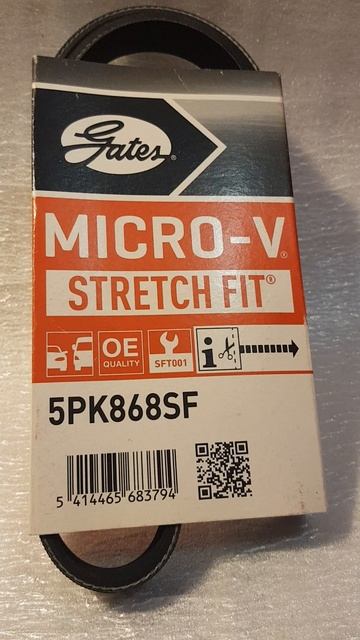 Gates®
MICRO-V®
STRETCH FIT®
OE
QUALITY
SFT001
i
5PK868SF
5 414465 683794